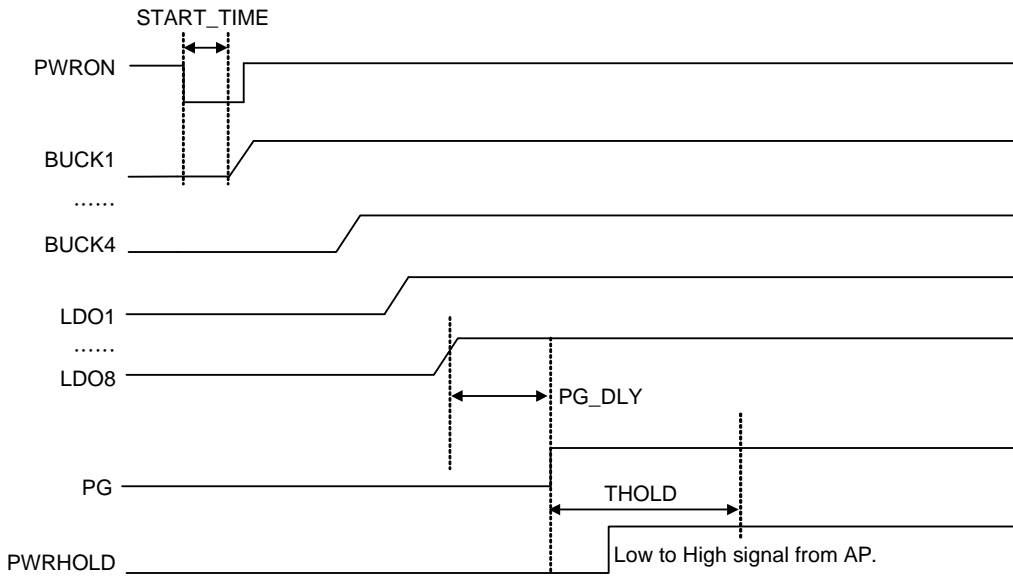 START_TIME
PWRON
BUCK1
......
BUCK4
LDO1
......
LDO8
PG_DLY
PG
THOLD
PWRHOLD
Low to High signal from AP.